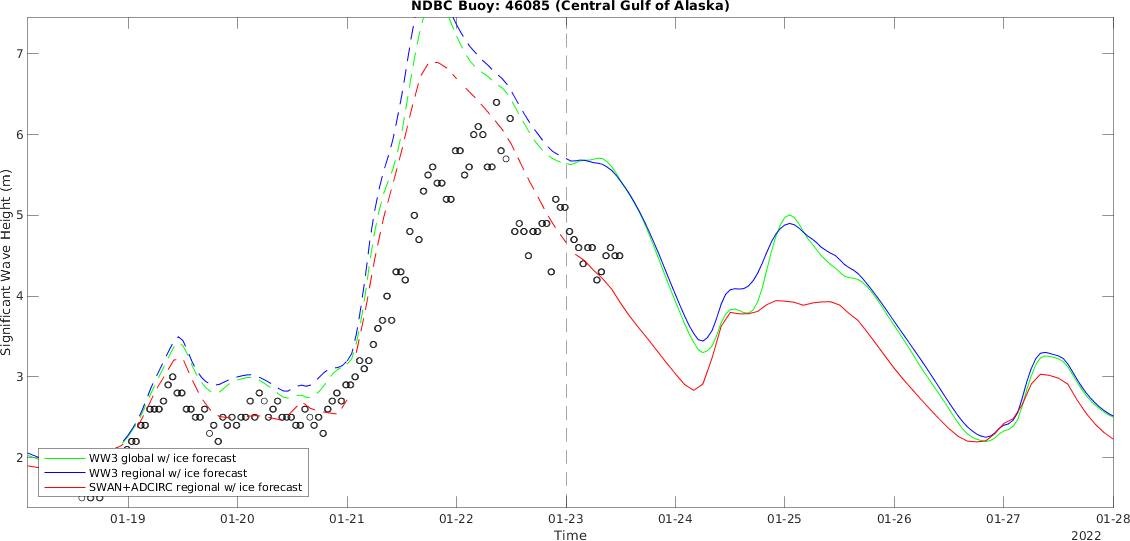 NDBC Buoy: 46085 (Central Gulf of Alaska)
Significant Wave Height (m)
7
6
5
4
3
2
WW3 global w/ ice forecast
WW3 regional w/ ice forecast
SWAN+ADCIRC regional w/ ice forecast
01-19 01-20 01-21 01-22 01-23 01-24 01-25 01-26 01-27 01-28
Time
2022